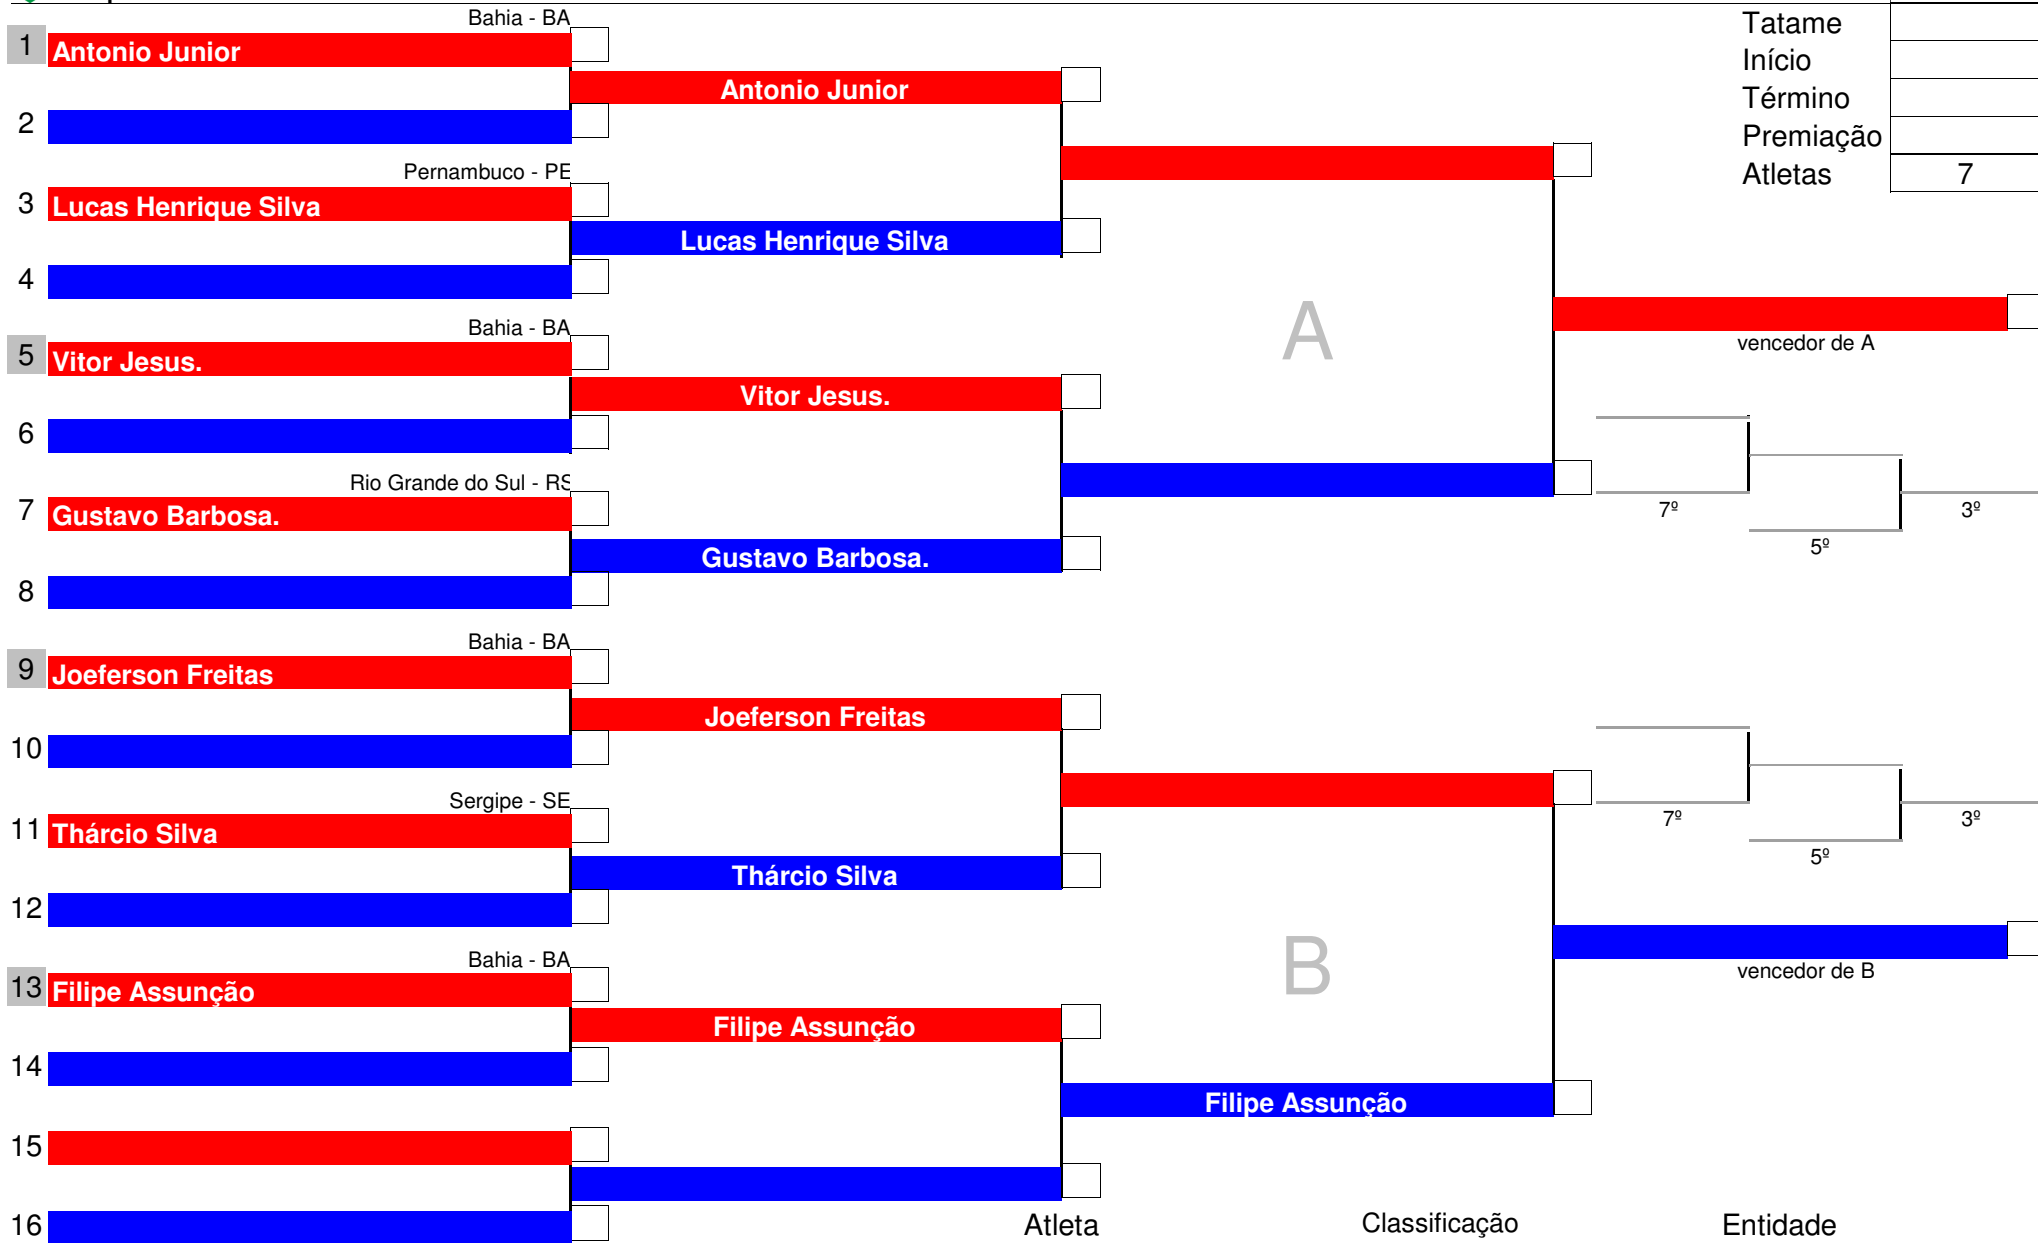 Bahia - BA
Tatame
1 Antonio Junior
Início
Antonio Junior
Término
2
Premiação
Pernambuco - PE
Atletas 7
3 Lucas Henrique Silva
Lucas Henrique Silva
4
Bahia - BA
A
vencedor de A
5 Vitor Jesus.
Vitor Jesus.
6
Rio Grande do Sul - RS
7 Gustavo Barbosa.
7º 3º
5º
Gustavo Barbosa.
8
Bahia - BA
9 Joeferson Freitas
Joeferson Freitas
10
Sergipe - SE
7º 3º
11 Thárcio Silva
5º
Thárcio Silva
12
Bahia - BA
B
vencedor de B
13 Filipe Assunção
Filipe Assunção
14
Filipe Assunção
15
16
Atleta Classificação Entidade